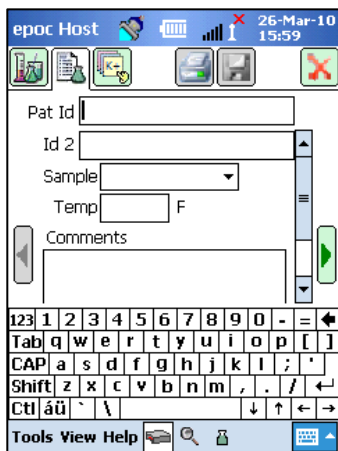 epoc Host 26-Mar-10
15:59
K+
Pat Id
Id 2
Sample
Temp F
Comments
123 1 2 3 4 5 6 7 8 9 0 - =
Tab q w e r t y u i o p [ ]
CAP a s d f g h j k l ; '
Shift z x c v b n m , . /
Ctl áü ` \
Tools View Help